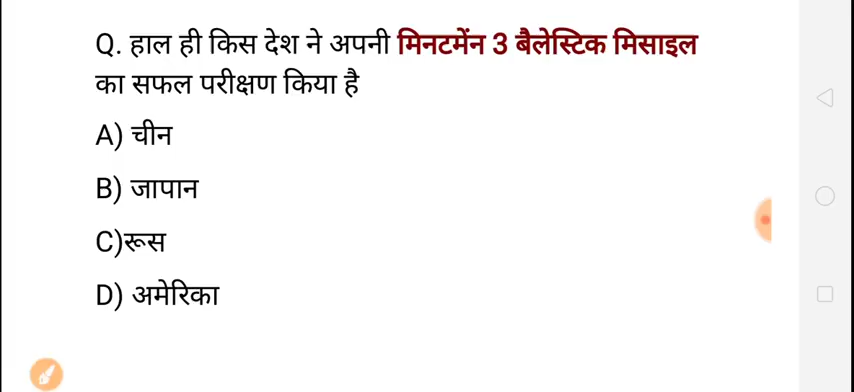 Q. हाल ही किस देश ने अपनी मिनटमेंन 3 बैलेस्टिक मिसाइल
का सफल परीक्षण किया है
A) चीन
B) जापान
C)रूस
D) अमेरिका